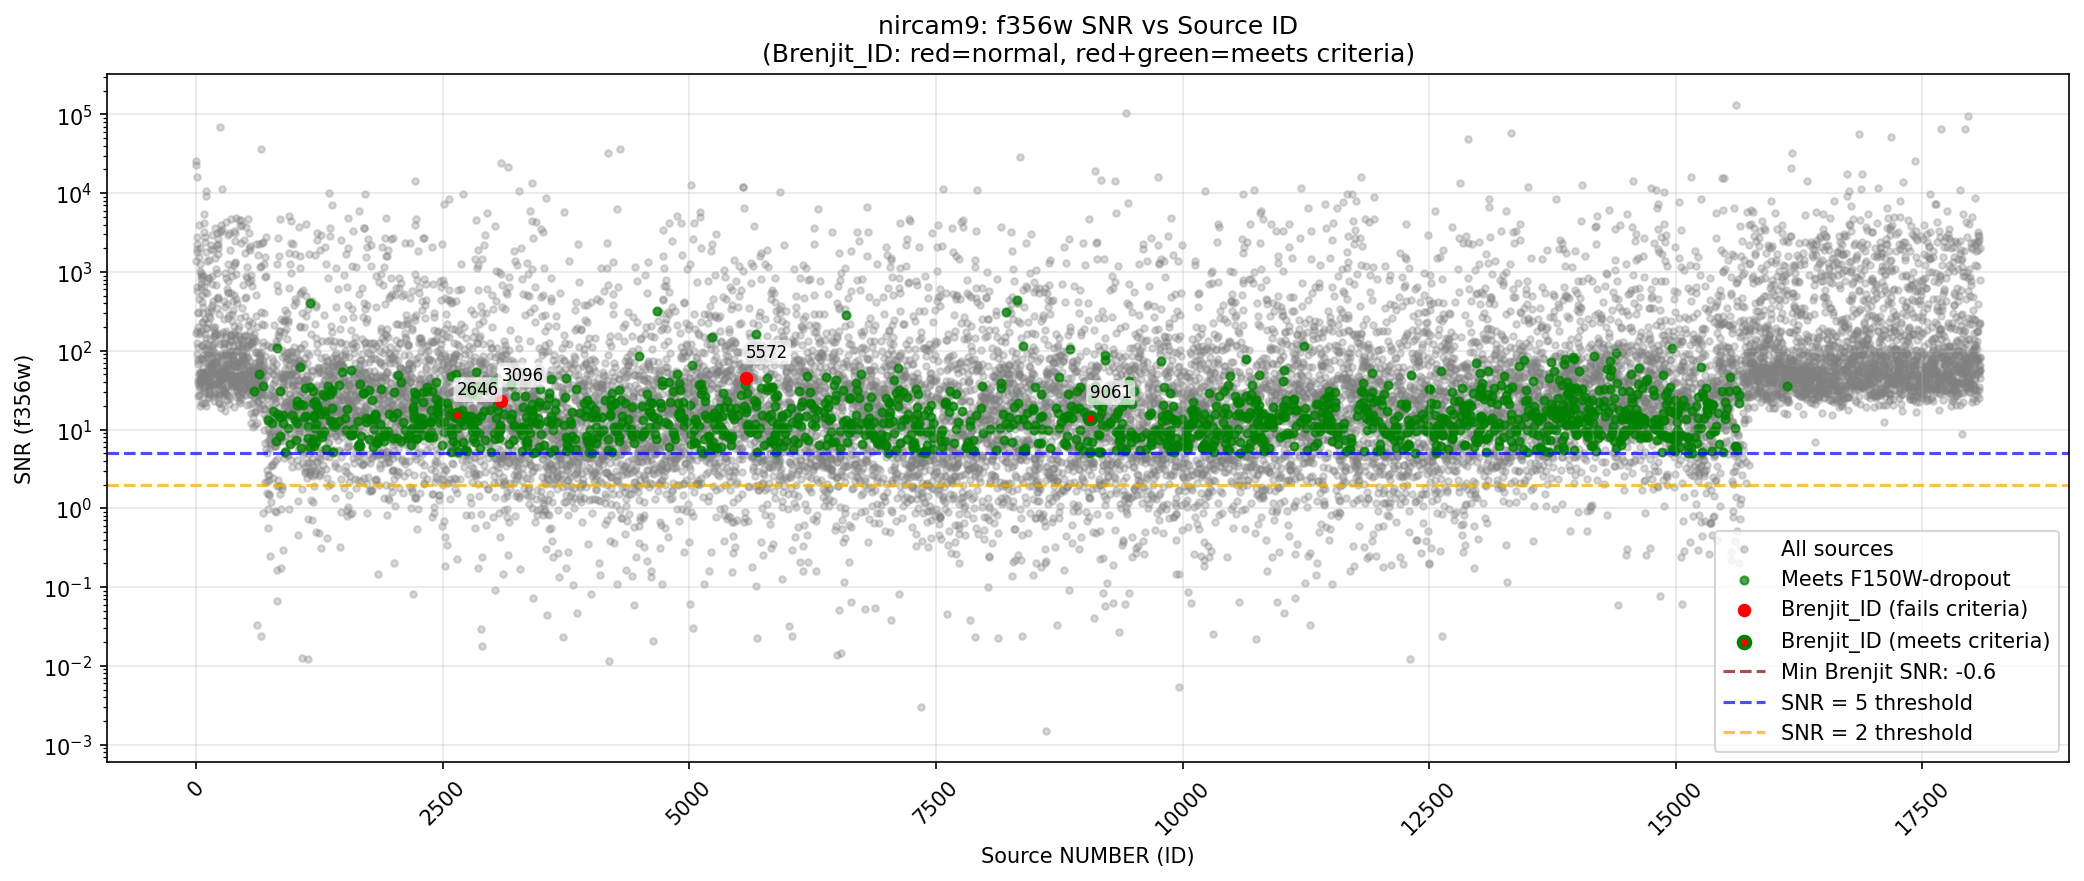 nircam9: f356w SNR vs Source ID
(Brenjit_ID: red=normal, red+green=meets criteria)
SNR (f356w)
10^5
10^4
10^3
10^2
10^1
10^0
10^-1
10^-2
10^-3
5572
3096
2646
9061
All sources
Meets F150W-dropout
Brenjit_ID (fails criteria)
Brenjit_ID (meets criteria)
Min Brenjit SNR: -0.6
SNR = 5 threshold
SNR = 2 threshold
0
2500
5000
7500
10000
12500
15000
17500
Source NUMBER (ID)